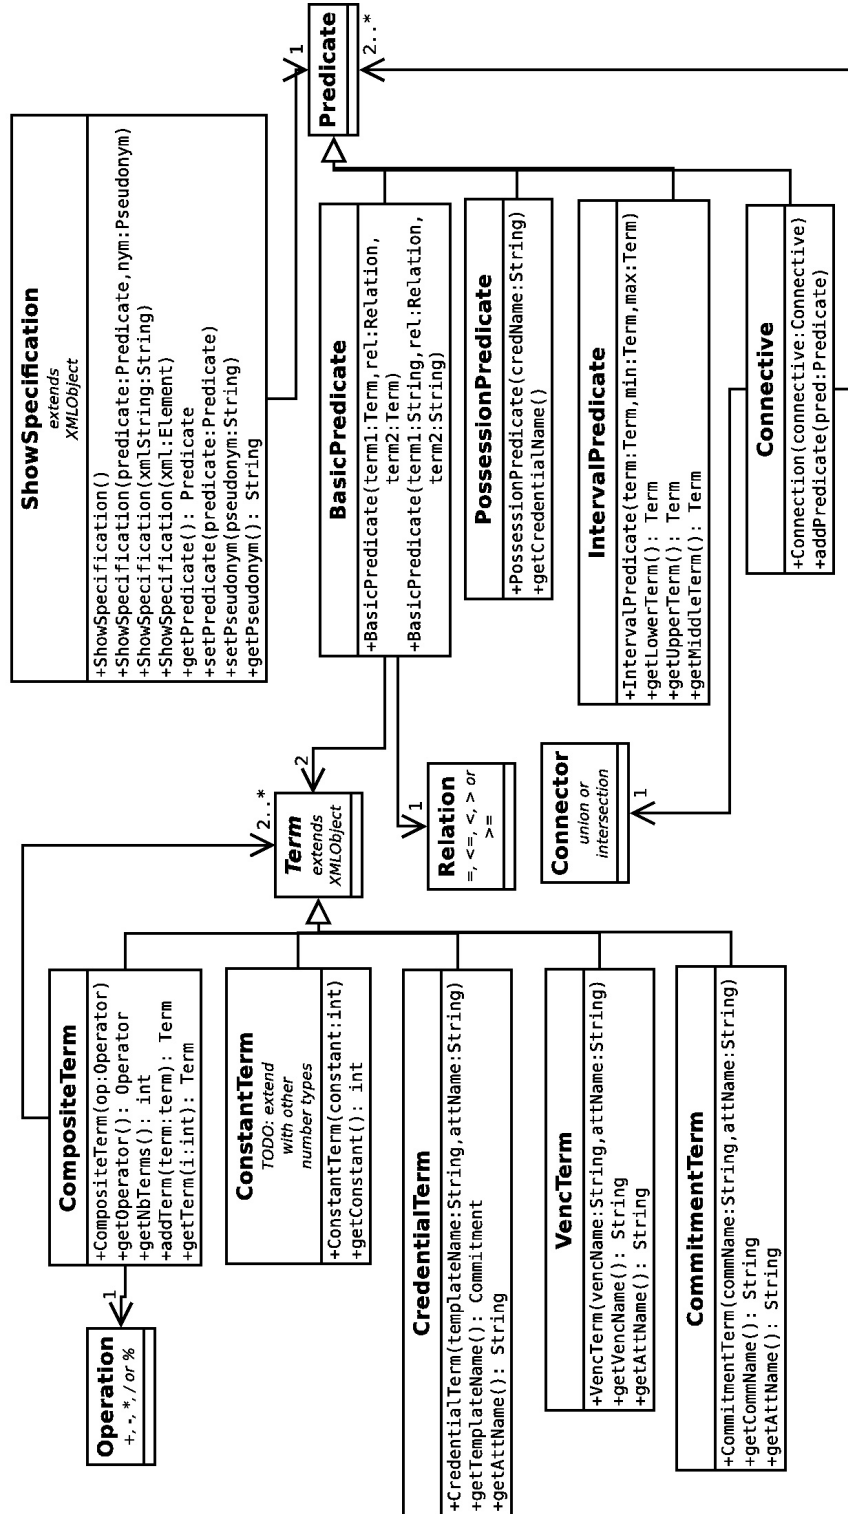 ShowSpecification
extends
XMLObject
+ShowSpecification()
+ShowSpecification(predicate:Predicate,nym:Pseudonym)
+ShowSpecification(xmlString:String)
+ShowSpecification(xml:Element)
+getPredicate(): Predicate
+setPredicate(predicate:Predicate)
+setPseudonym(pseudonym:String)
+getPseudonym(): String
1
Predicate
2..*
BasicPredicate
+BasicPredicate(term1:Term,rel:Relation,
term2:Term)
+BasicPredicate(term1:String,rel:Relation,
term2:String)
PossessionPredicate
+PossessionPredicate(credName:String)
+getCredentialName()
IntervalPredicate
+IntervalPredicate(term:Term,min:Term,max:Term)
+getLowerTerm(): Term
+getUpperTerm(): Term
+getMiddleTerm(): Term
Connective
+Connection(connective:Connective)
+addPredicate(pred:Predicate)
2..*
2
Term
extends
XMLObject
1
Relation
=, <=, <, > or
>=
Connector
union or
intersection
1
CompositeTerm
+CompositeTerm(op:Operator)
+getOperator(): Operator
+getNbTerms(): int
+addTerm(term:term): Term
+getTerm(i:int): Term
1
Operation
+, -, *, / or %
ConstantTerm
TODO: extend
with other
number types
+ConstantTerm(constant:int)
+getConstant(): int
CredentialTerm
+CredentialTerm(templateName:String,attName:String)
+getTemplateName(): Commitment
+getAttName(): String
VencTerm
+VencTerm(vencName:String,attName:String)
+getVencName(): String
+getAttName(): String
CommitmentTerm
+CommitmentTerm(commName:String,attName:String)
+getCommName(): String
+getAttName(): String